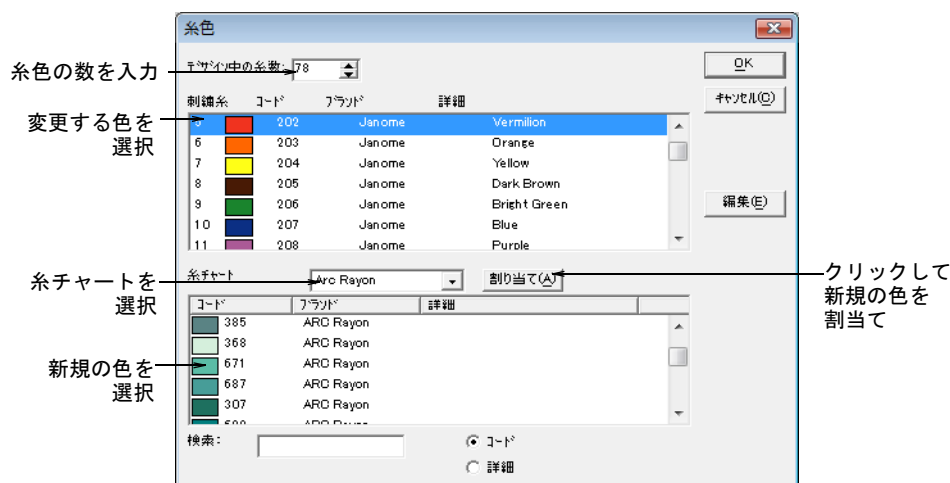 糸色
糸色の数を入力
デザイン中の糸数: 78
OK
キャンセル(C)
刺繍糸 コード ブランド 詳細
変更する色を
選択
5 202 Janome Vermilion
6 203 Janome Orange
7 204 Janome Yellow
8 205 Janome Dark Brown
9 206 Janome Bright Green
10 207 Janome Blue
11 208 Janome Purple
編集(E)
糸チャート Arc Rayon 割り当て(A)
糸チャートを
選択
クリックして
新規の色を
割当て
コード ブランド 詳細
385 ARC Rayon
368 ARC Rayon
671 ARC Rayon
687 ARC Rayon
307 ARC Rayon
新規の色を
選択
検索:
コード
詳細